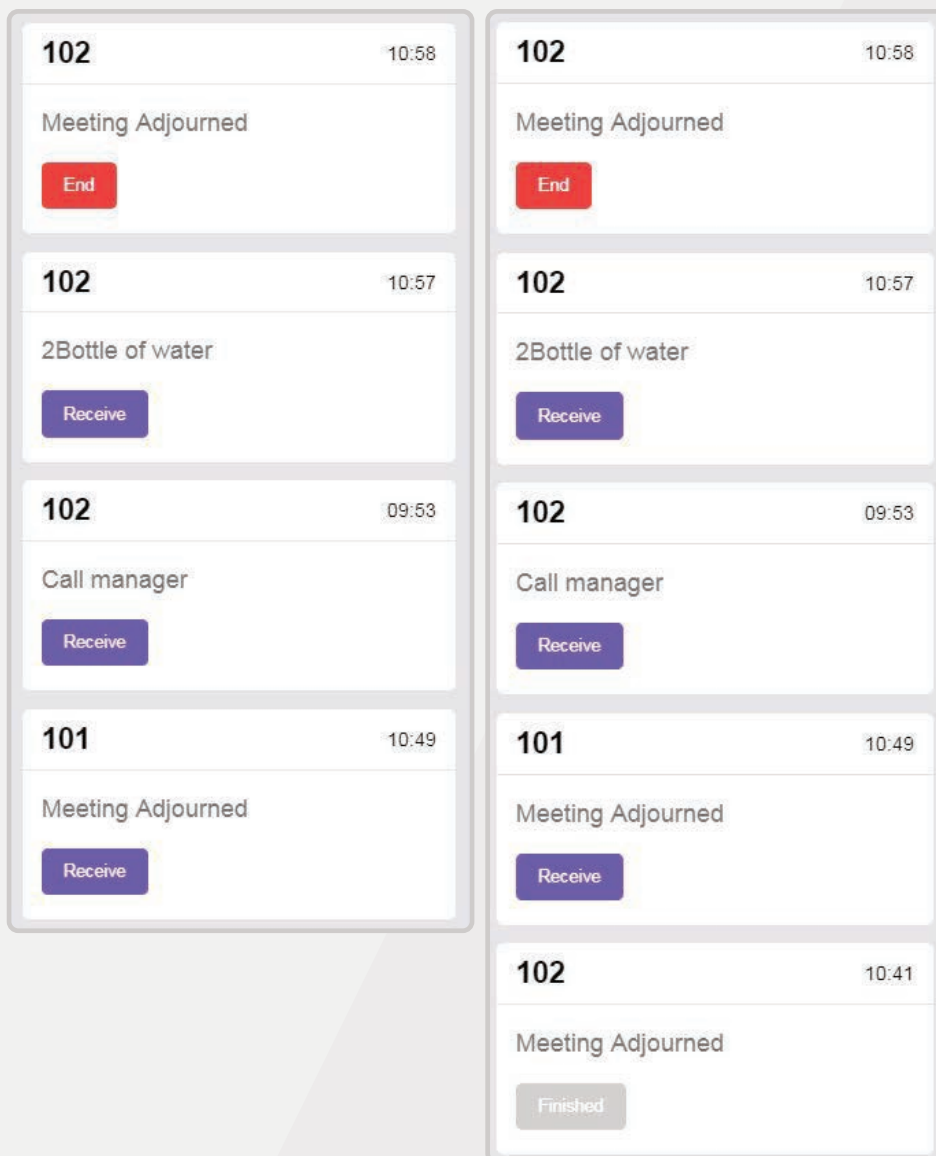 102 10:58
Meeting Adjourned
End
102 10:57
2Bottle of water
Receive
102 09:53
Call manager
Receive
101 10:49
Meeting Adjourned
Receive
102 10:58
Meeting Adjourned
End
102 10:57
2Bottle of water
Receive
102 09:53
Call manager
Receive
101 10:49
Meeting Adjourned
Receive
102 10:41
Meeting Adjourned
Finished